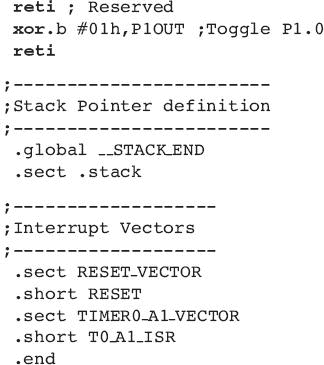 reti ; Reserved
xor.b #01h,P1OUT ;Toggle P1.0
reti
;------------------------
;Stack Pointer definition
;------------------------
.global __STACK_END
.sect .stack
;-------------------
;Interrupt Vectors
;-------------------
.sect RESET_VECTOR
.short RESET
.sect TIMER0_A1_VECTOR
.short T0_A1_ISR
.end